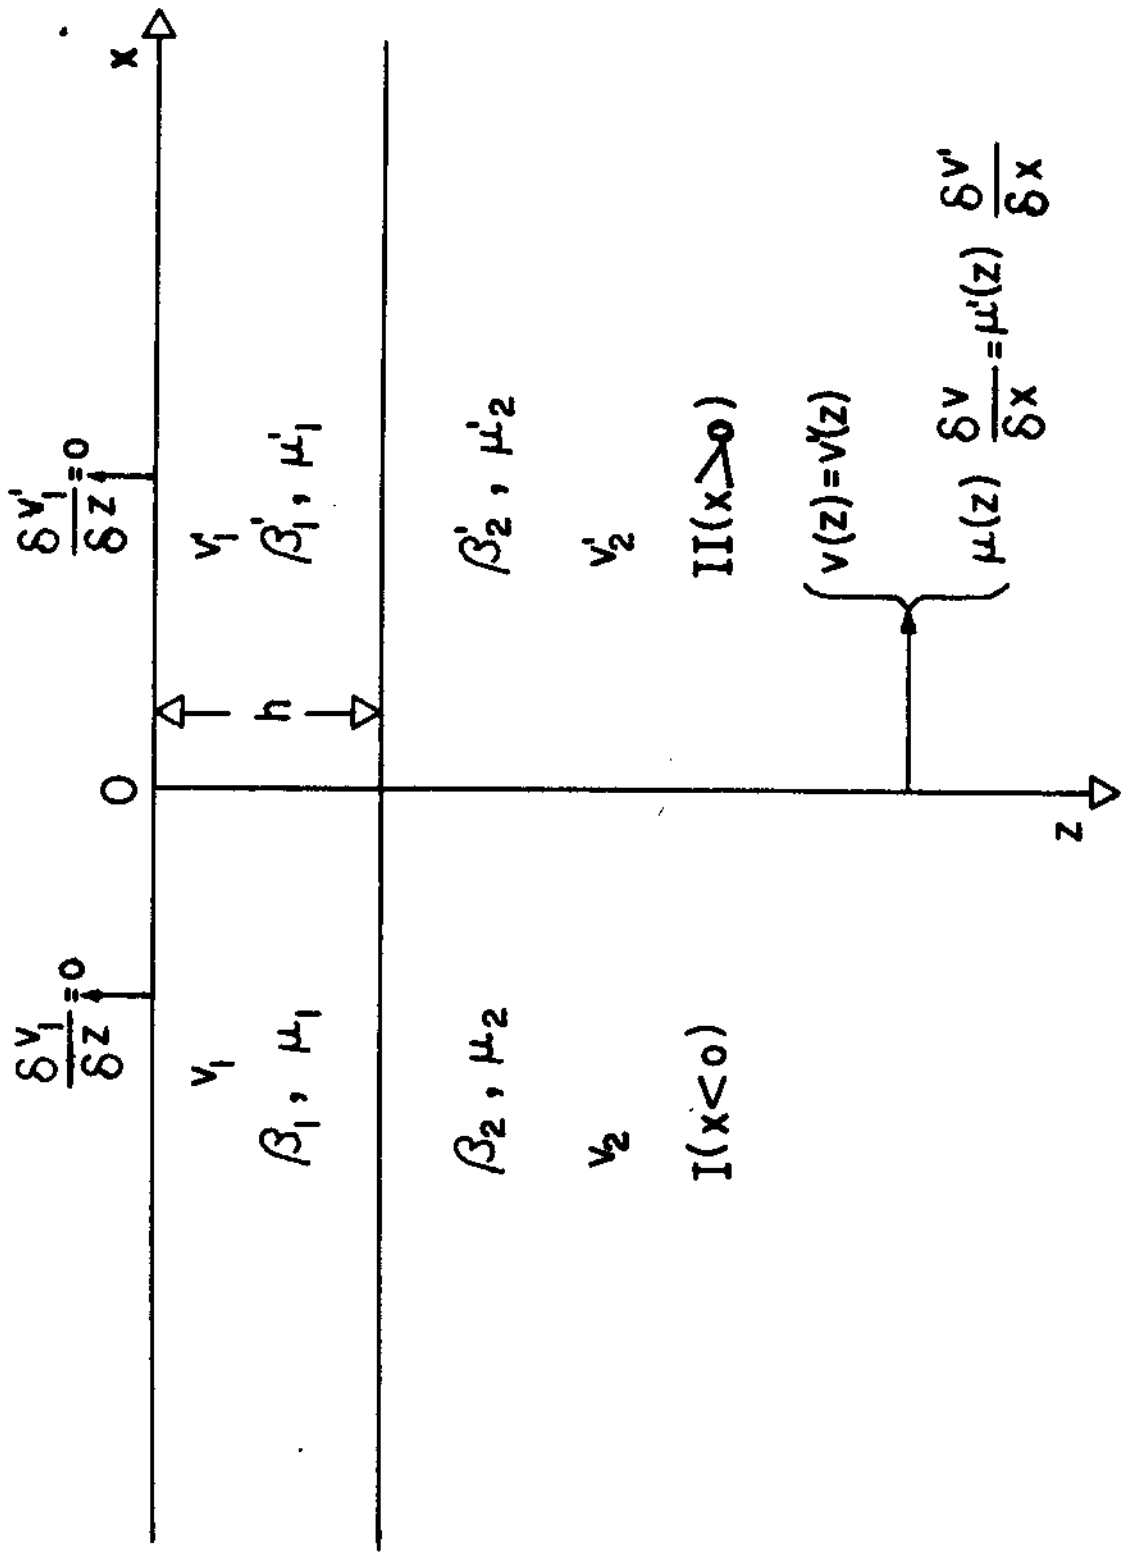 δv₁/δz = 0
δv'₁/δz = 0
O
x
v₁
v'₁
β₁, μ₁
h
β'₁, μ'₁
β₂, μ₂
β'₂, μ'₂
v₂
v'₂
I(x<0)
II(x>0)
v(z)=v'(z)
μ(z) δv/δx = μ'(z) δv'/δx
z